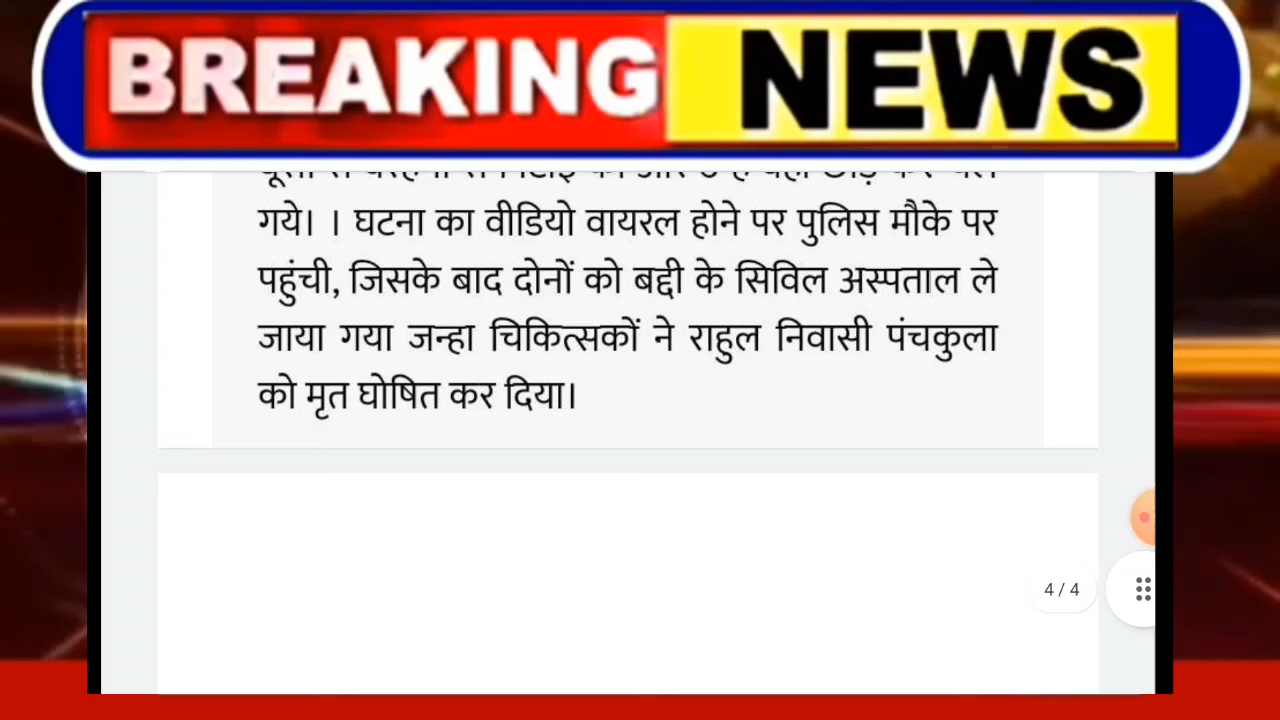 BREAKING NEWS
गये। । घटना का वीडियो वायरल होने पर पुलिस मौके पर
पहुंची, जिसके बाद दोनों को बद्दी के सिविल अस्पताल ले
जाया गया जन्हा चिकित्सकों ने राहुल निवासी पंचकुला
को मृत घोषित कर दिया।
4 / 4